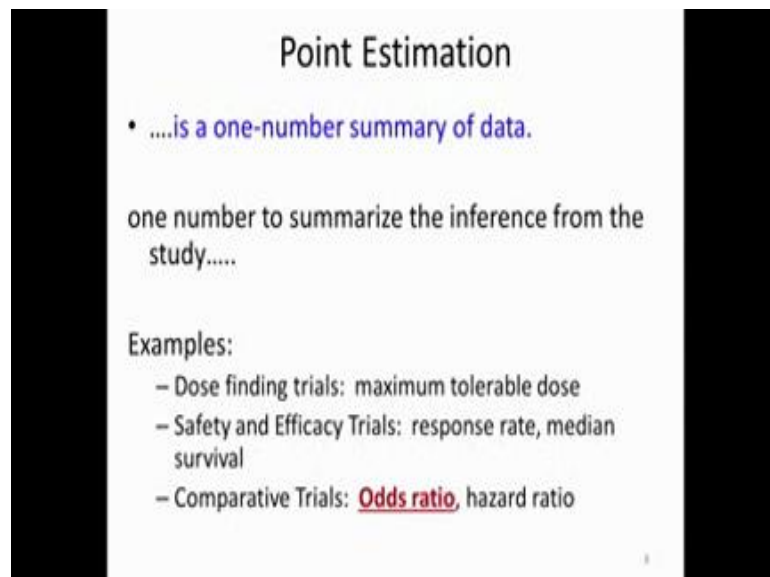 Point Estimation
• ....is a one-number summary of data.
one number to summarize the inference from the
study.....
Examples:
– Dose finding trials: maximum tolerable dose
– Safety and Efficacy Trials: response rate, median
survival
– Comparative Trials: Odds ratio, hazard ratio